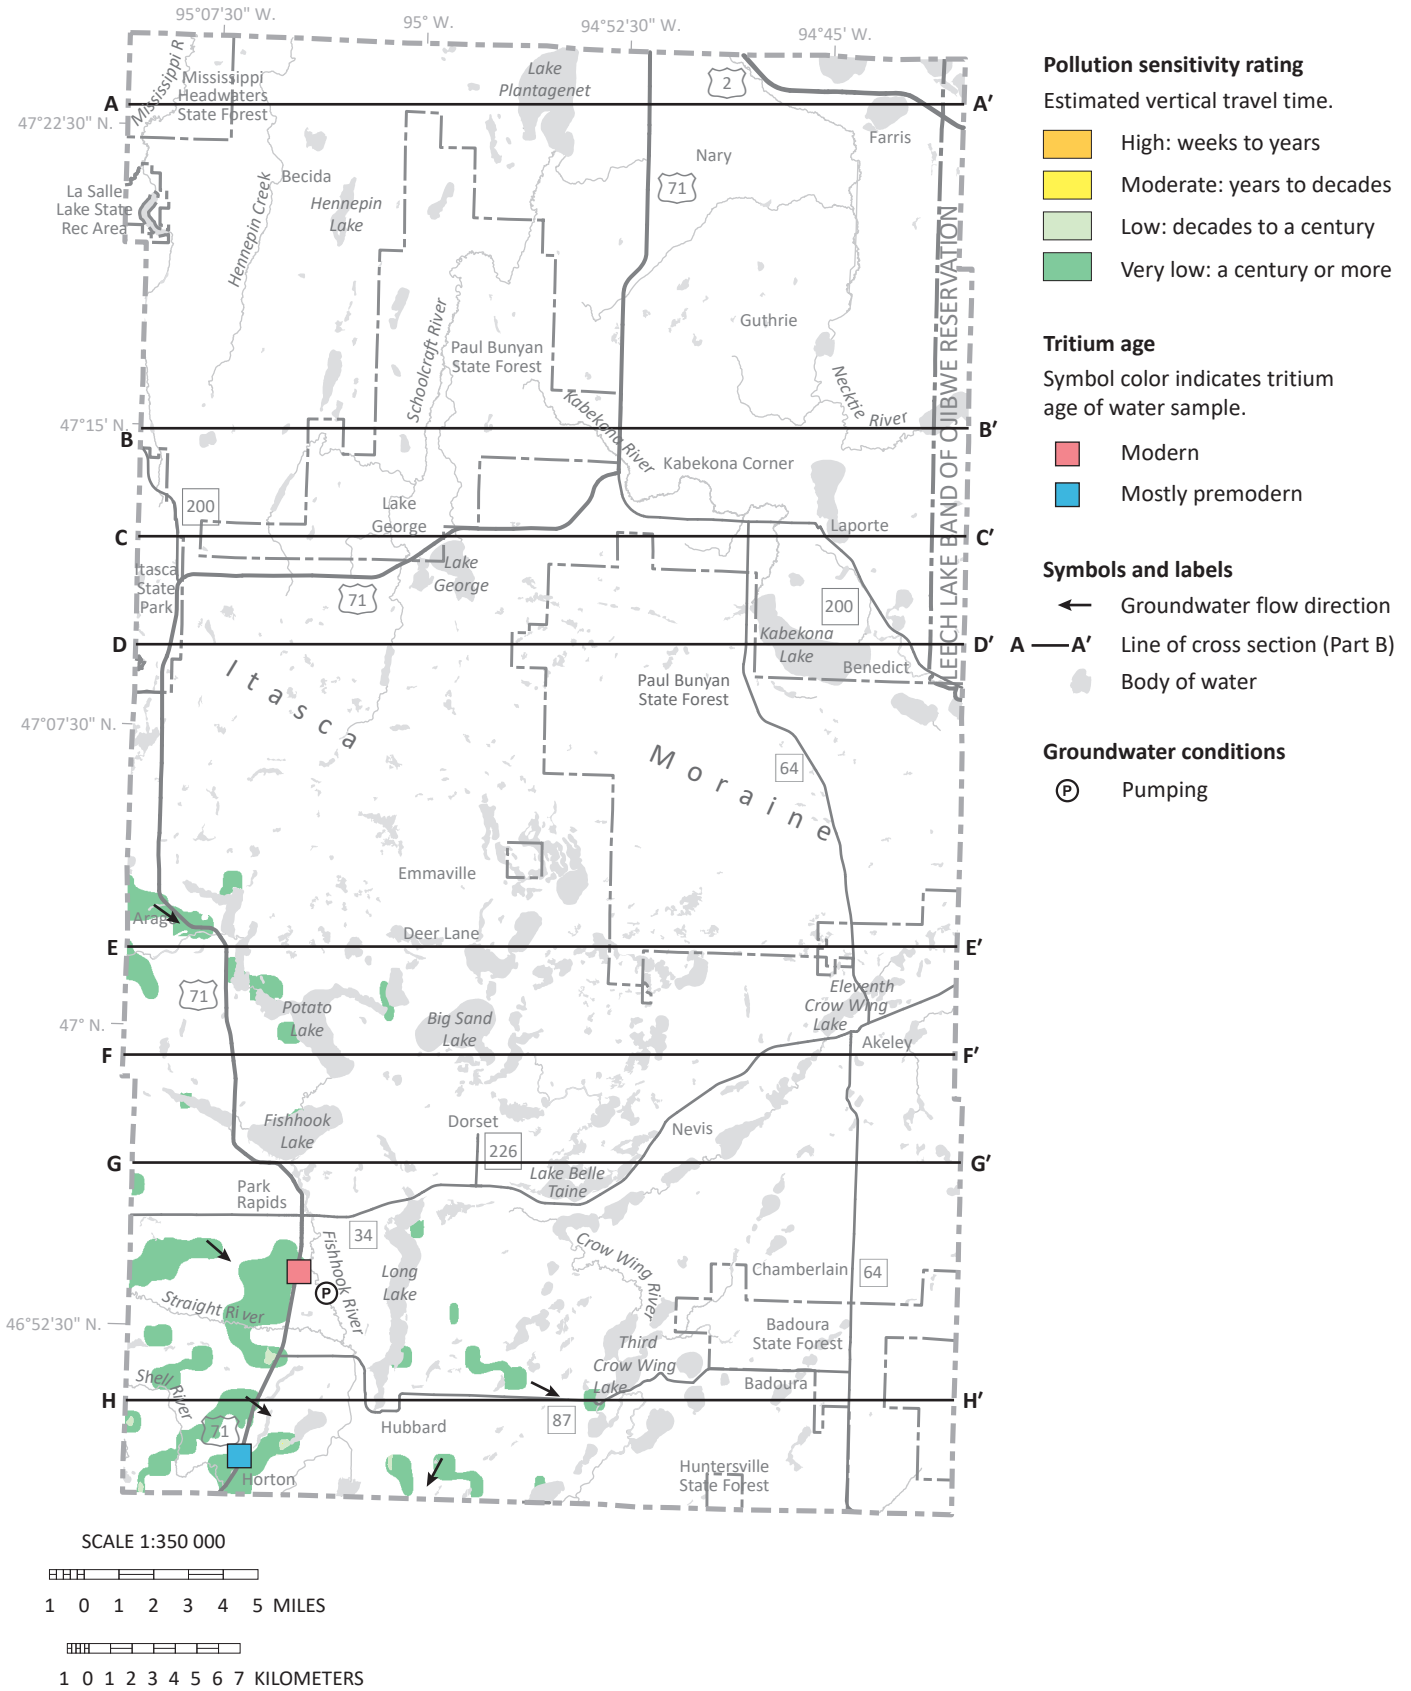 95°07'30" W.
95° W.
94°52'30" W.
94°45' W.
Mississippi R
Mississippi
Headwaters
State Forest
Lake
Plantagenet
2
A
A′
47°22'30" N.
Farris
Nary
71
Becida
La Salle
Lake State
Rec Area
Hennepin
Lake
Hennepin Creek
LEECH LAKE BAND OF OJIBWE RESERVATION
Guthrie
Schoolcraft River
Paul Bunyan
State Forest
Necktie River
Kabekona River
47°15' N.
B
B′
Kabekona Corner
200
Lake
George
Laporte
C
C′
Itasca
State
Park
Lake
George
71
200
Kabekona
Lake
D
D′
Benedict
Itasca
Paul Bunyan
State Forest
47°07'30" N.
Moraine
64
Emmaville
Arago
Deer Lane
E
E′
71
Eleventh
Crow Wing
Lake
Potato
Lake
Big Sand
Lake
47° N.
Akeley
F
F′
Fishhook
Lake
Dorset
Nevis
226
G
G′
Lake Belle
Taine
Park
Rapids
34
Fishhook River
Crow Wing River
Long
Lake
Chamberlain
64
P
Straight River
46°52'30" N.
Badoura
State Forest
Third
Crow Wing
Lake
Shell River
Badoura
H
H′
71
Hubbard
87
Horton
Huntersville
State Forest
SCALE 1:350 000
1 0 1 2 3 4 5 MILES
1 0 1 2 3 4 5 6 7 KILOMETERS
Pollution sensitivity rating
Estimated vertical travel time.
High: weeks to years
Moderate: years to decades
Low: decades to a century
Very low: a century or more
Tritium age
Symbol color indicates tritium
age of water sample.
Modern
Mostly premodern
Symbols and labels
Groundwater flow direction
A A′ Line of cross section (Part B)
Body of water
Groundwater conditions
P Pumping